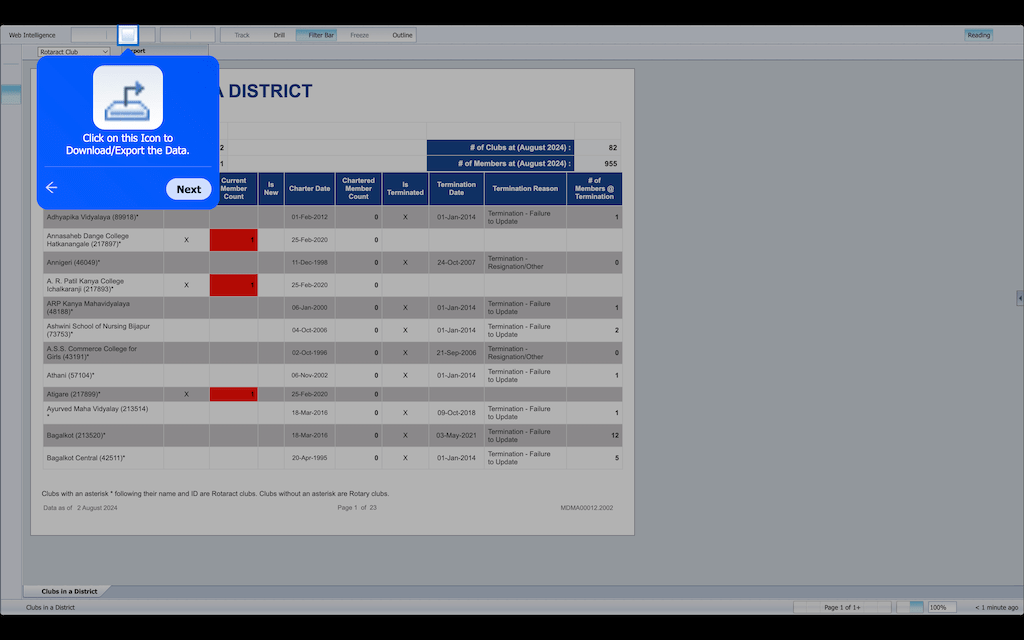 Web Intelligence
Track Drill Filter Bar Freeze Outline
Reading
Rotaract Club
Click on this Icon to
Download/Export the Data.
Next
A DISTRICT
2
# of Clubs at (August 2024) : 82
1
# of Members at (August 2024) : 955
Current Member Count Is New Charter Date Chartered Member Count Is Terminated Termination Date Termination Reason # of Members @ Termination
Adhyapika Vidyalaya (89918)* 01-Feb-2012 0 X 01-Jan-2014 Termination - Failure to Update 1
Annasaheb Dange College Hatkanangale (217897)* X 1 25-Feb-2020 0
Annigeri (46049)* 11-Dec-1998 0 X 24-Oct-2007 Termination - Resignation/Other 0
A. R. Patil Kanya College Ichalkaranji (217893)* X 1 25-Feb-2020 0
ARP Kanya Mahavidyalaya (48188)* 06-Jan-2000 0 X 01-Jan-2014 Termination - Failure to Update 1
Ashwini School of Nursing Bijapur (73753)* 04-Oct-2006 0 X 01-Jan-2014 Termination - Failure to Update 2
A.S.S. Commerce College for Girls (43191)* 02-Oct-1996 0 X 21-Sep-2006 Termination - Resignation/Other 0
Athani (57104)* 06-Nov-2002 0 X 01-Jan-2014 Termination - Failure to Update 1
Atigare (217899)* X 1 25-Feb-2020 0
Ayurved Maha Vidyalay (213514) * 18-Mar-2016 0 X 09-Oct-2018 Termination - Failure to Update 1
Bagalkot (213520)* 18-Mar-2016 0 X 03-May-2021 Termination - Failure to Update 12
Bagalkot Central (42511)* 20-Apr-1995 0 X 01-Jan-2014 Termination - Failure to Update 5
Clubs with an asterisk * following their name and ID are Rotaract clubs. Clubs without an asterisk are Rotary clubs.
Data as of 2 August 2024 Page 1 of 23 MDMA00012.2002
Clubs in a District
Clubs in a District Page 1 of 1+ 100% < 1 minute ago